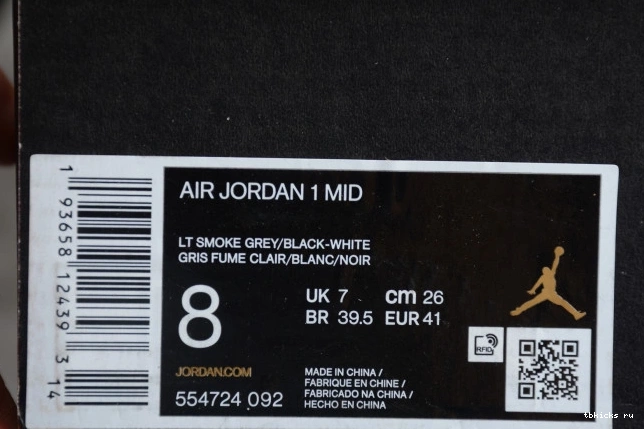 AIR JORDAN 1 MID
LT SMOKE GREY/BLACK-WHITE
GRIS FUME CLAIR/BLANC/NOIR
8
UK 7 cm 26
BR 39.5 EUR 41
JORDAN.COM
554724 092
MADE IN CHINA /
FABRIQUE EN CHINE /
FABRICADO NA CHINA /
HECHO EN CHINA
RFID
1 93658 12439 3 14
tbkicks ru